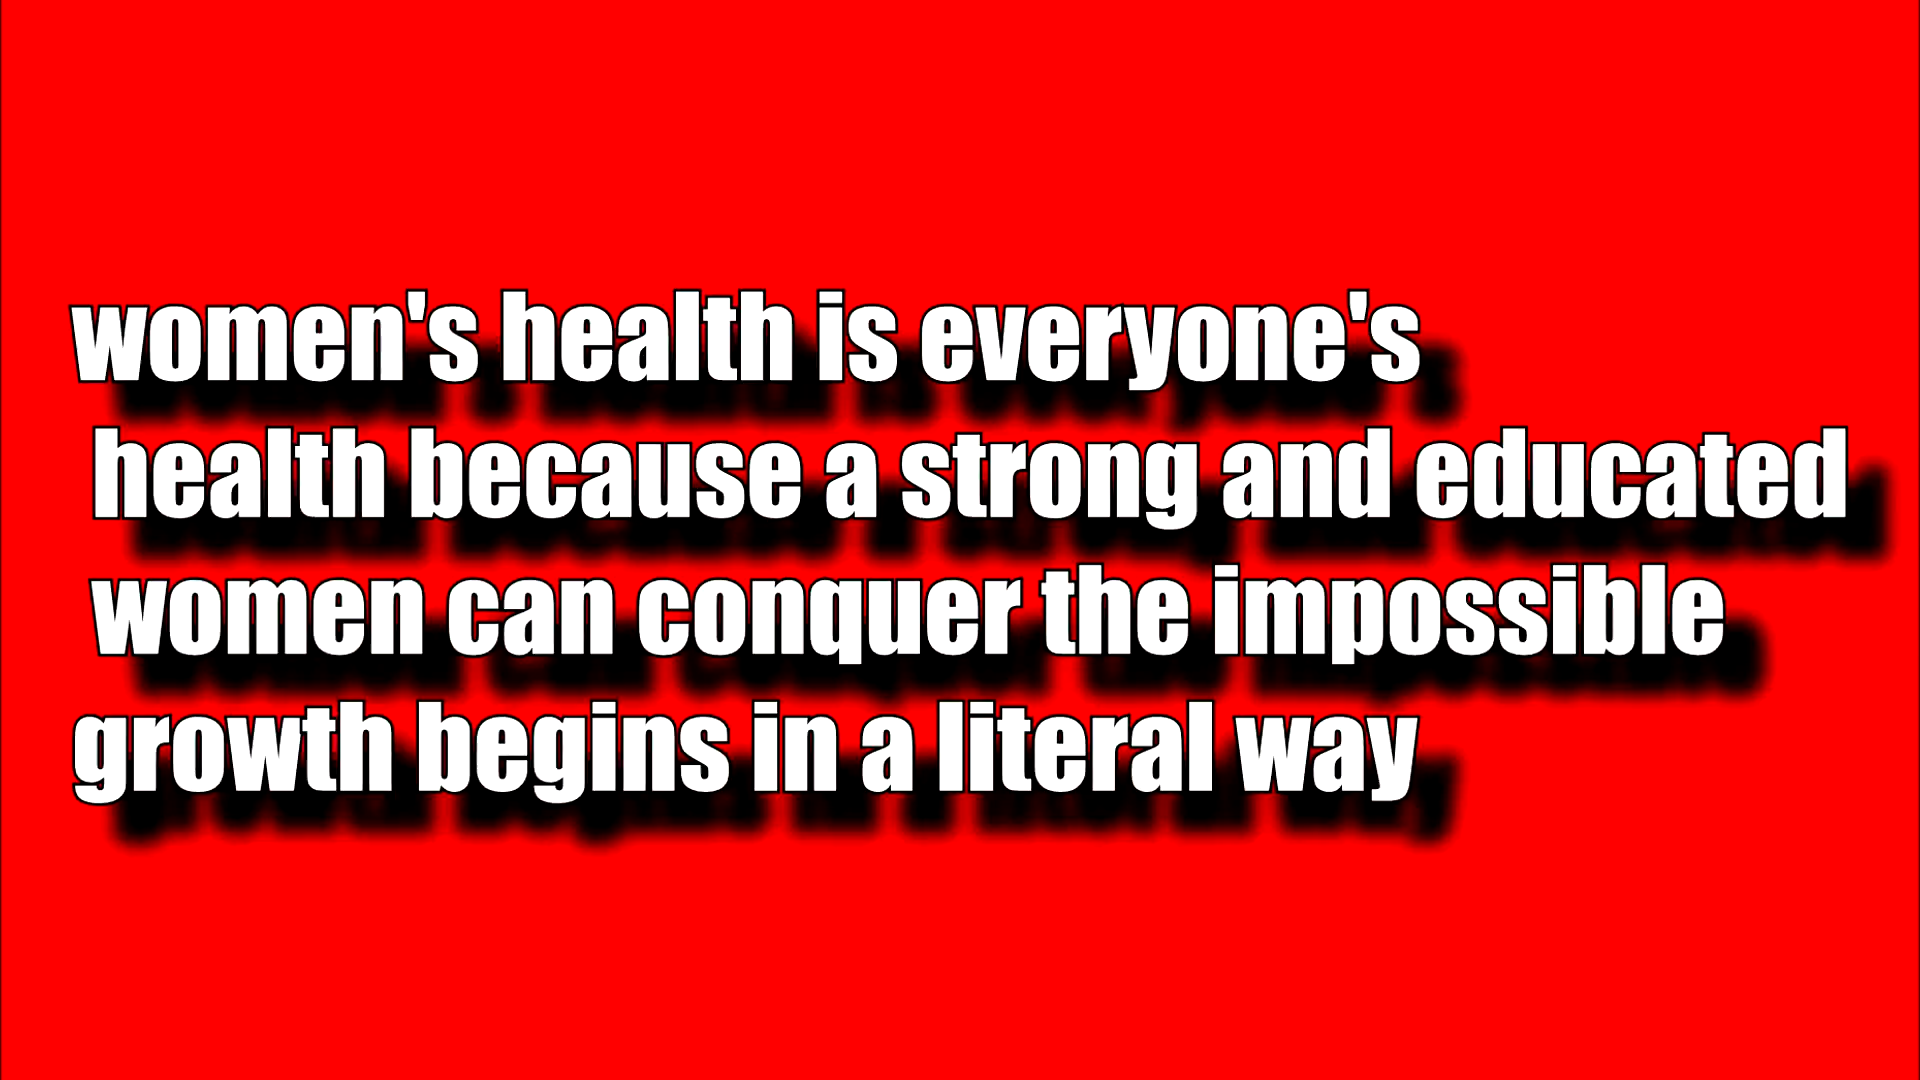 women's health is everyone's
health because a strong and educated
women can conquer the impossible
growth begins in a literal way